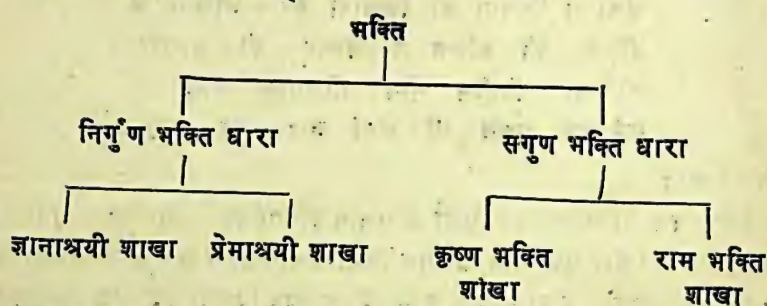 भक्ति
निर्गुण भक्ति धारा सगुण भक्ति धारा
ज्ञानाश्रयी शाखा प्रेमाश्रयी शाखा कृष्ण भक्ति शाखा राम भक्ति शाखा